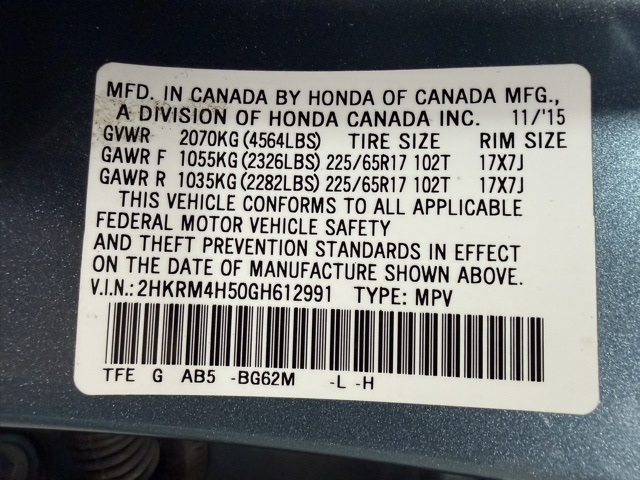 MFD. IN CANADA BY HONDA OF CANADA MFG.,
A DIVISION OF HONDA CANADA INC. 11/'15
GVWR 2070KG (4564LBS) TIRE SIZE RIM SIZE
GAWR F 1055KG (2326LBS) 225/65R17 102T 17X7J
GAWR R 1035KG (2282LBS) 225/65R17 102T 17X7J
THIS VEHICLE CONFORMS TO ALL APPLICABLE
FEDERAL MOTOR VEHICLE SAFETY
AND THEFT PREVENTION STANDARDS IN EFFECT
ON THE DATE OF MANUFACTURE SHOWN ABOVE.
V.I.N.: 2HKRM4H50GH612991 TYPE: MPV
TFE G AB5 -BG62M -L -H